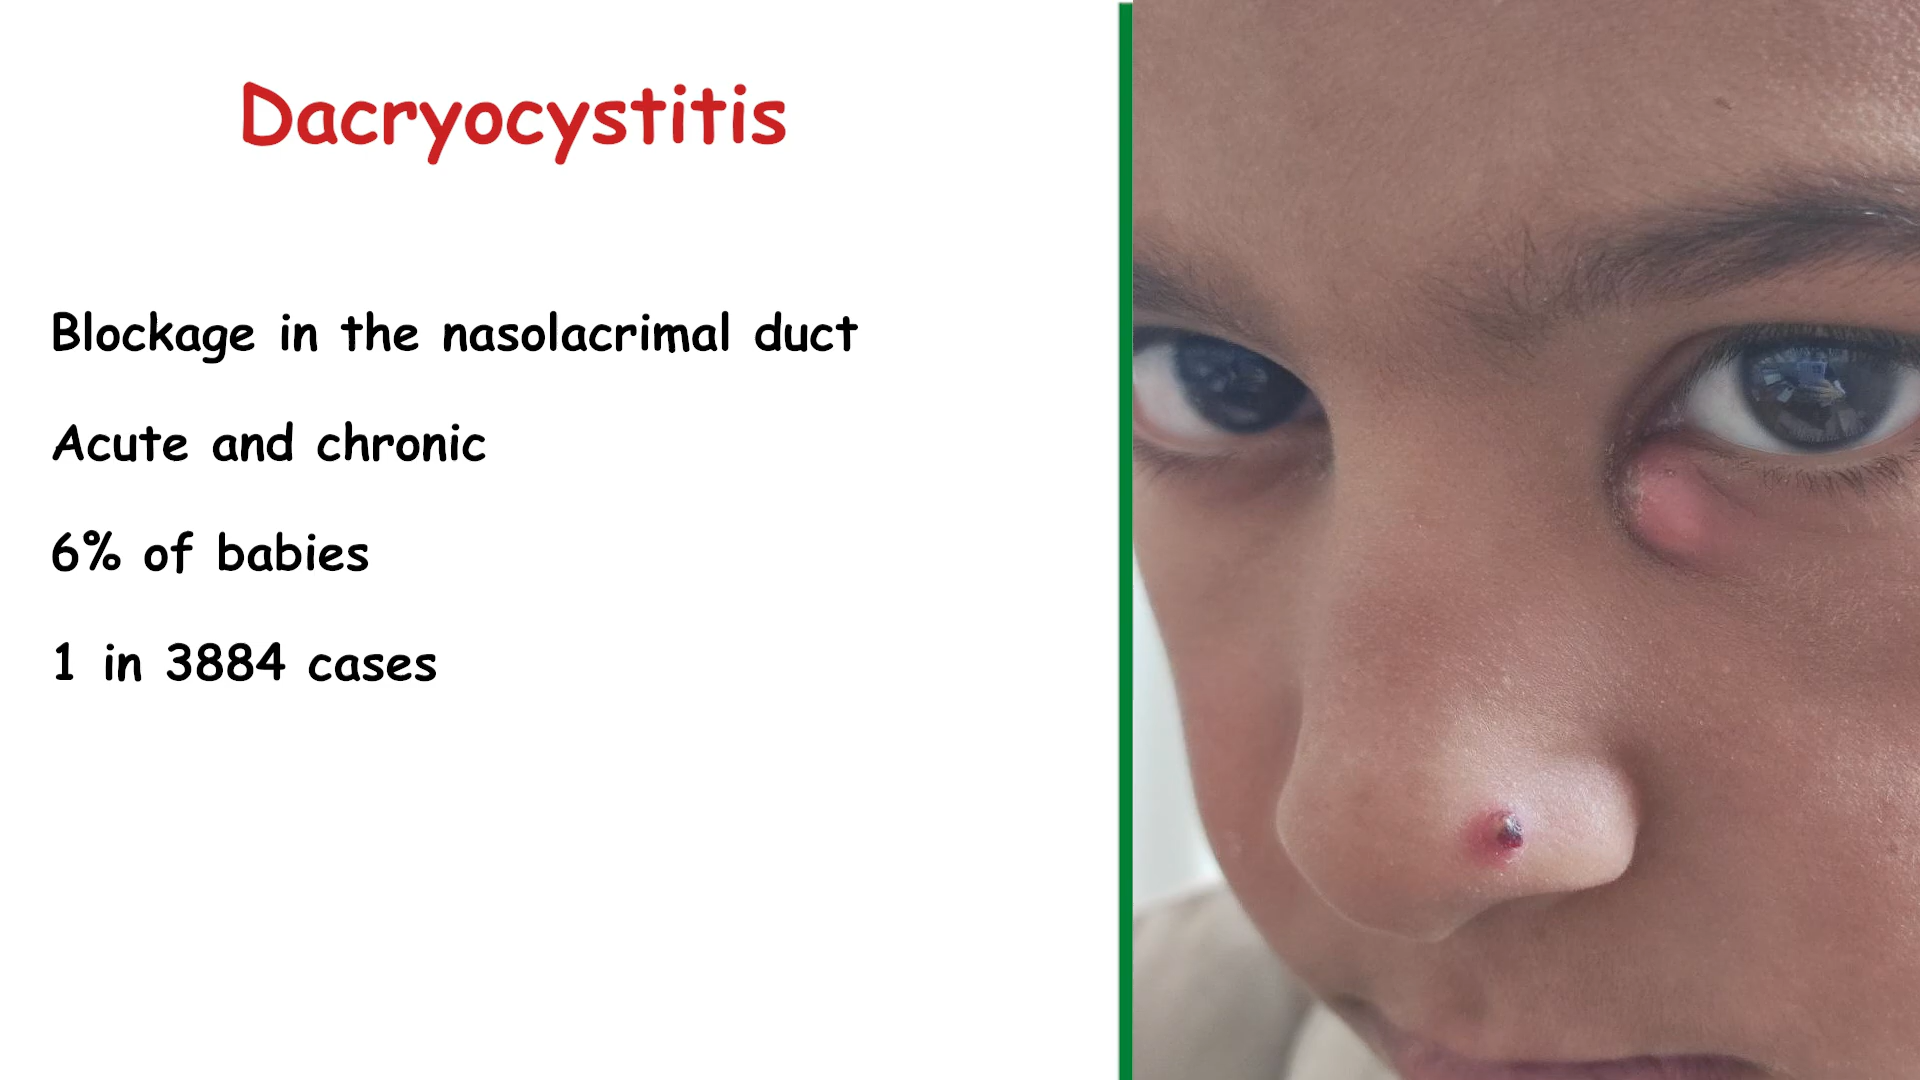 Dacryocystitis
Blockage in the nasolacrimal duct
Acute and chronic
6% of babies
1 in 3884 cases